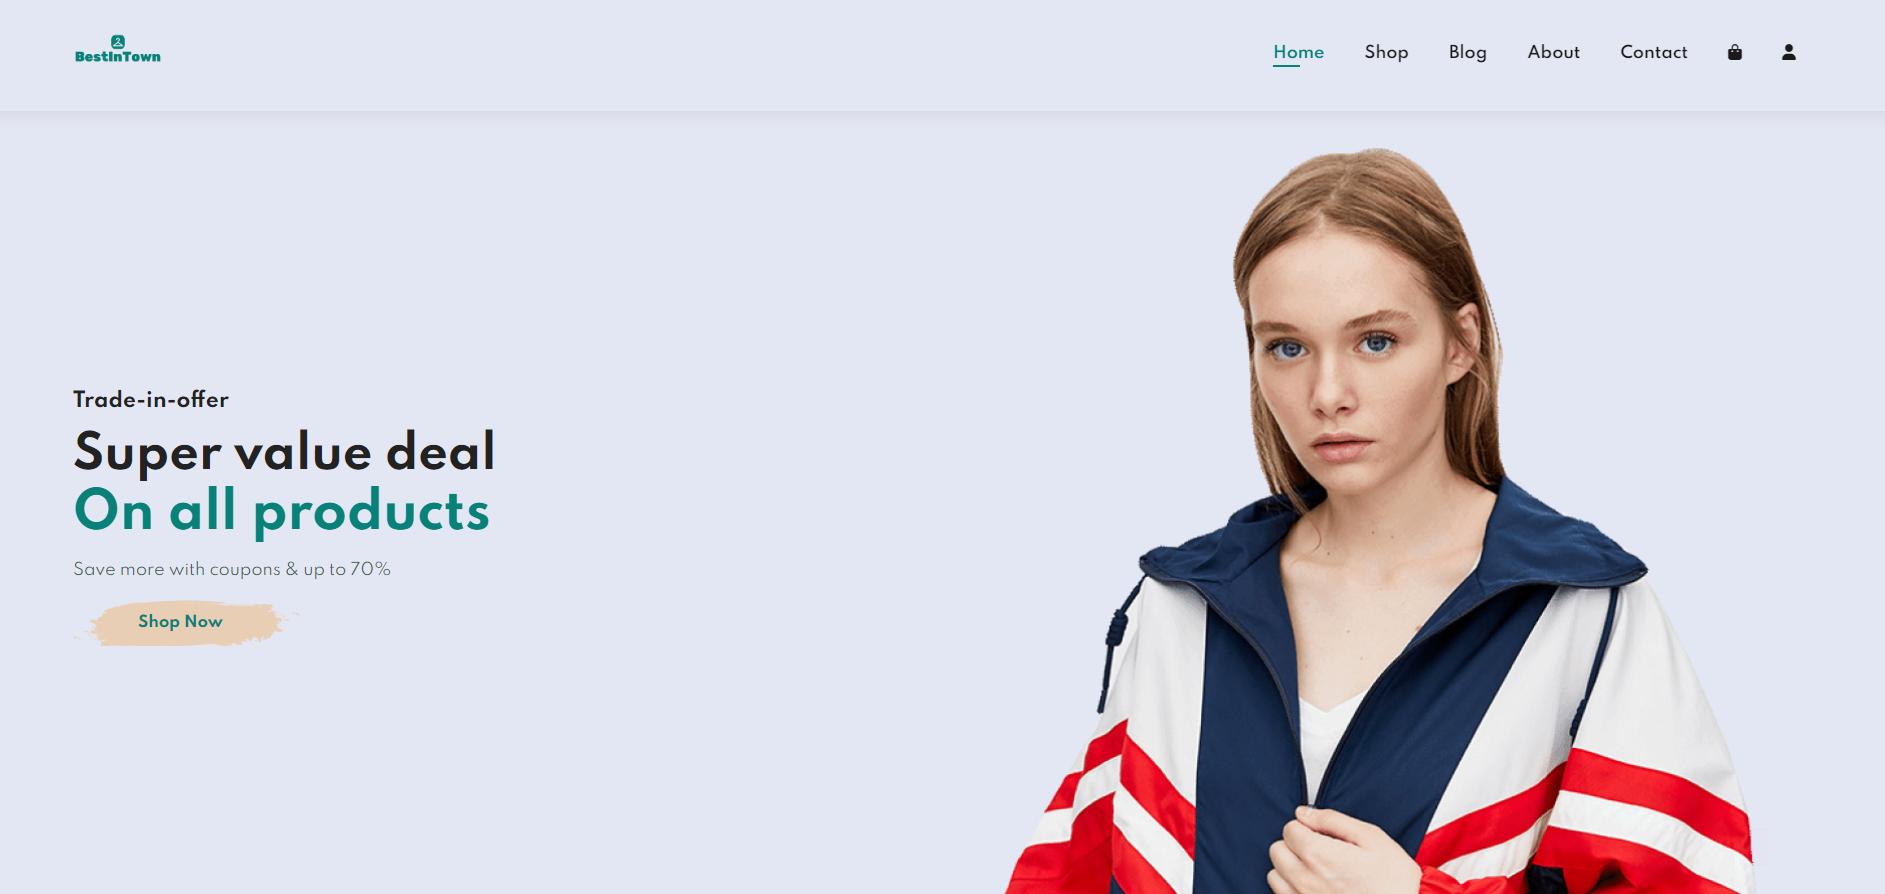 BestInTown
Home Shop Blog About Contact
Trade-in-offer
Super value deal
On all products
Save more with coupons & up to 70%
Shop Now